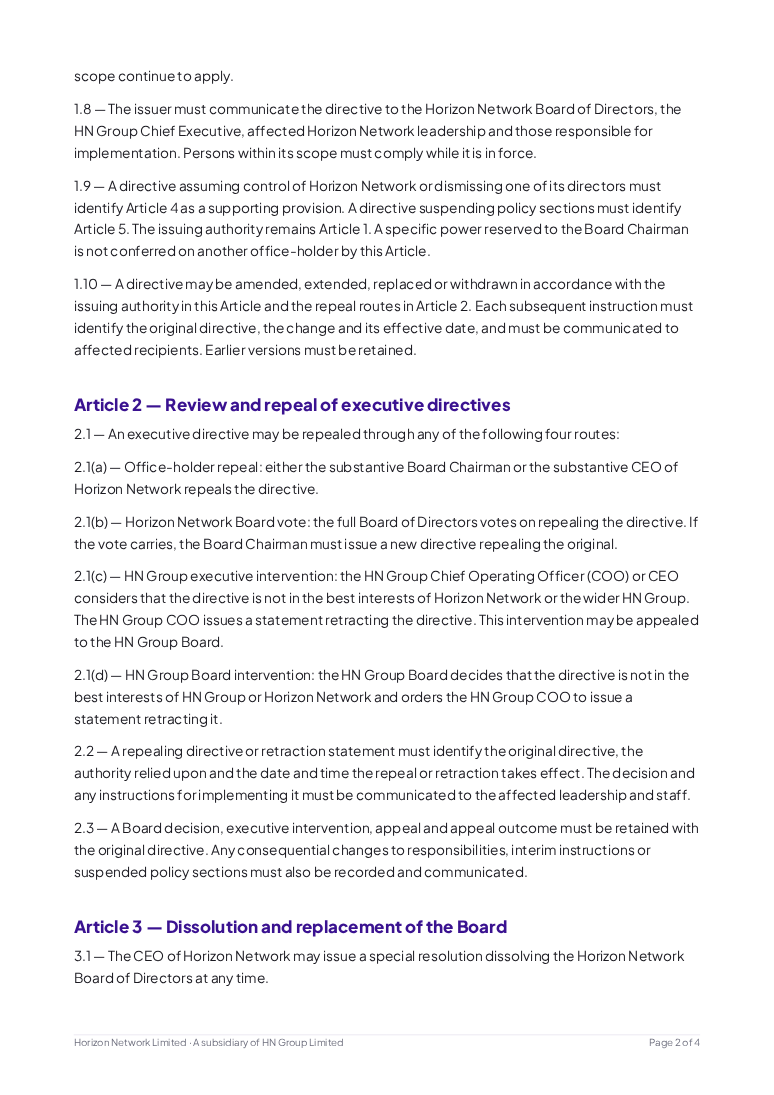 scope continue to apply.
1.8 — The issuer must communicate the directive to the Horizon Network Board of Directors, the
HN Group Chief Executive, affected Horizon Network leadership and those responsible for
implementation. Persons within its scope must comply while it is in force.
1.9 — A directive assuming control of Horizon Network or dismissing one of its directors must
identify Article 4 as a supporting provision. A directive suspending policy sections must identify
Article 5. The issuing authority remains Article 1. A specific power reserved to the Board Chairman
is not conferred on another office-holder by this Article.
1.10 — A directive may be amended, extended, replaced or withdrawn in accordance with the
issuing authority in this Article and the repeal routes in Article 2. Each subsequent instruction must
identify the original directive, the change and its effective date, and must be communicated to
affected recipients. Earlier versions must be retained.
Article 2 — Review and repeal of executive directives
2.1 — An executive directive may be repealed through any of the following four routes:
2.1(a) — Office-holder repeal: either the substantive Board Chairman or the substantive CEO of
Horizon Network repeals the directive.
2.1(b) — Horizon Network Board vote: the full Board of Directors votes on repealing the directive. If
the vote carries, the Board Chairman must issue a new directive repealing the original.
2.1(c) — HN Group executive intervention: the HN Group Chief Operating Officer (COO) or CEO
considers that the directive is not in the best interests of Horizon Network or the wider HN Group.
The HN Group COO issues a statement retracting the directive. This intervention may be appealed
to the HN Group Board.
2.1(d) — HN Group Board intervention: the HN Group Board decides that the directive is not in the
best interests of HN Group or Horizon Network and orders the HN Group COO to issue a
statement retracting it.
2.2 — A repealing directive or retraction statement must identify the original directive, the
authority relied upon and the date and time the repeal or retraction takes effect. The decision and
any instructions for implementing it must be communicated to the affected leadership and staff.
2.3 — A Board decision, executive intervention, appeal and appeal outcome must be retained with
the original directive. Any consequential changes to responsibilities, interim instructions or
suspended policy sections must also be recorded and communicated.
Article 3 — Dissolution and replacement of the Board
3.1 — The CEO of Horizon Network may issue a special resolution dissolving the Horizon Network
Board of Directors at any time.
Horizon Network Limited · A subsidiary of HN Group Limited
Page 2 of 4